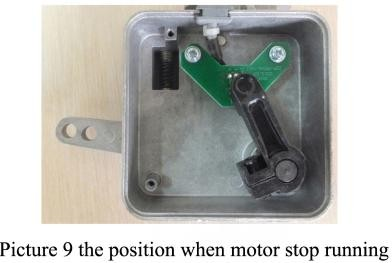 Picture 9 the position when motor stop running